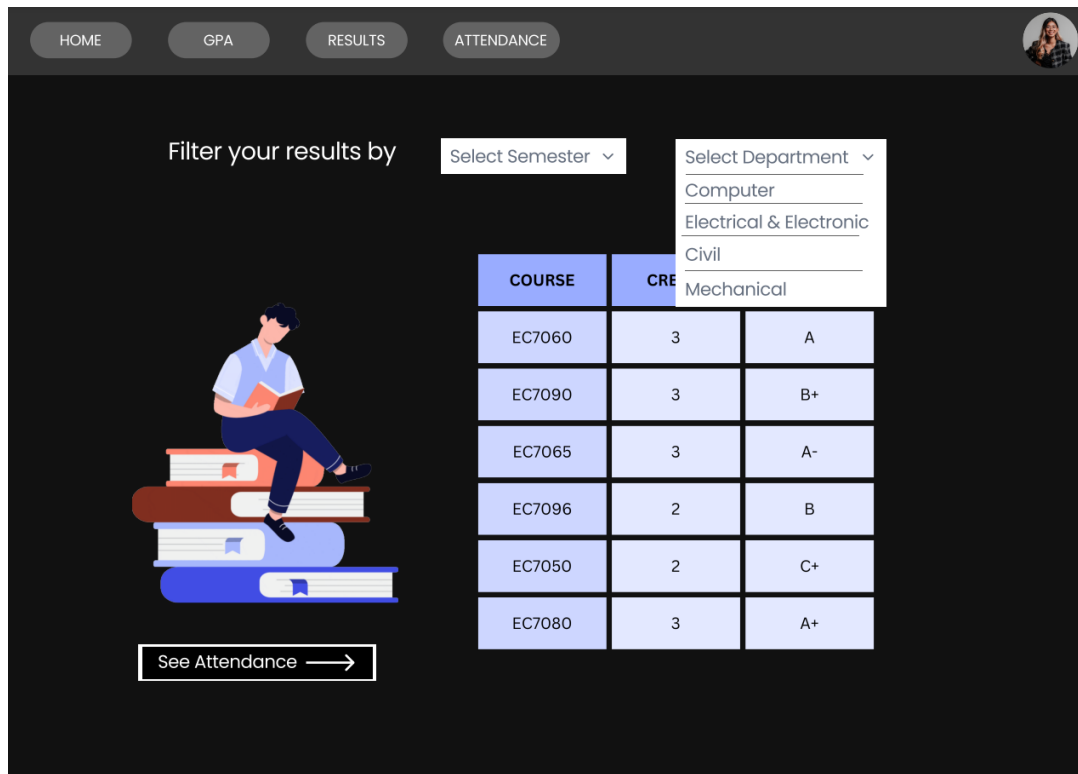 HOME GPA RESULTS ATTENDANCE
Filter your results by Select Semester Select Department
Computer
Electrical & Electronic
Civil
Mechanical
COURSE CRE
EC7060 3 A
EC7090 3 B+
EC7065 3 A-
EC7096 2 B
EC7050 2 C+
EC7080 3 A+
See Attendance